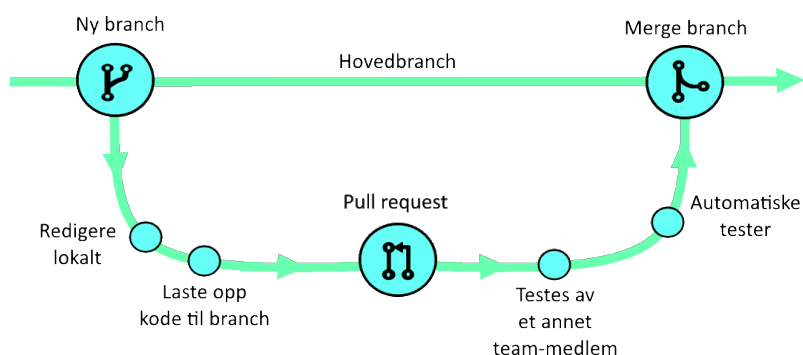 Ny branch
Hovedbranch
Merge branch
Redigere
lokalt
Laste opp
kode til branch
Pull request
Testes av
et annet
team-medlem
Automatiske
tester